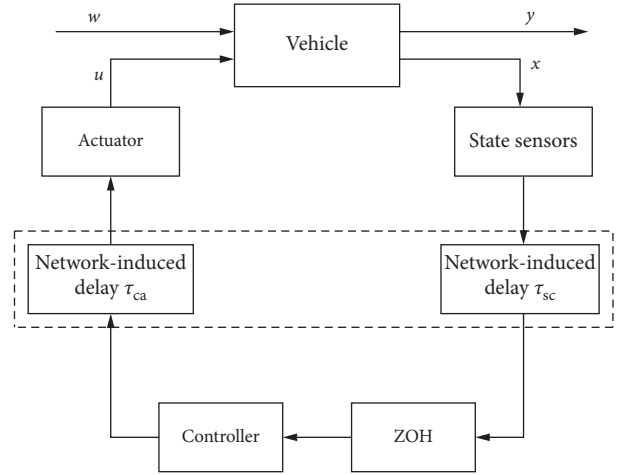 w
Vehicle
y
u
x
Actuator
State sensors
Network-induced
delay τca
Network-induced
delay τsc
Controller
ZOH